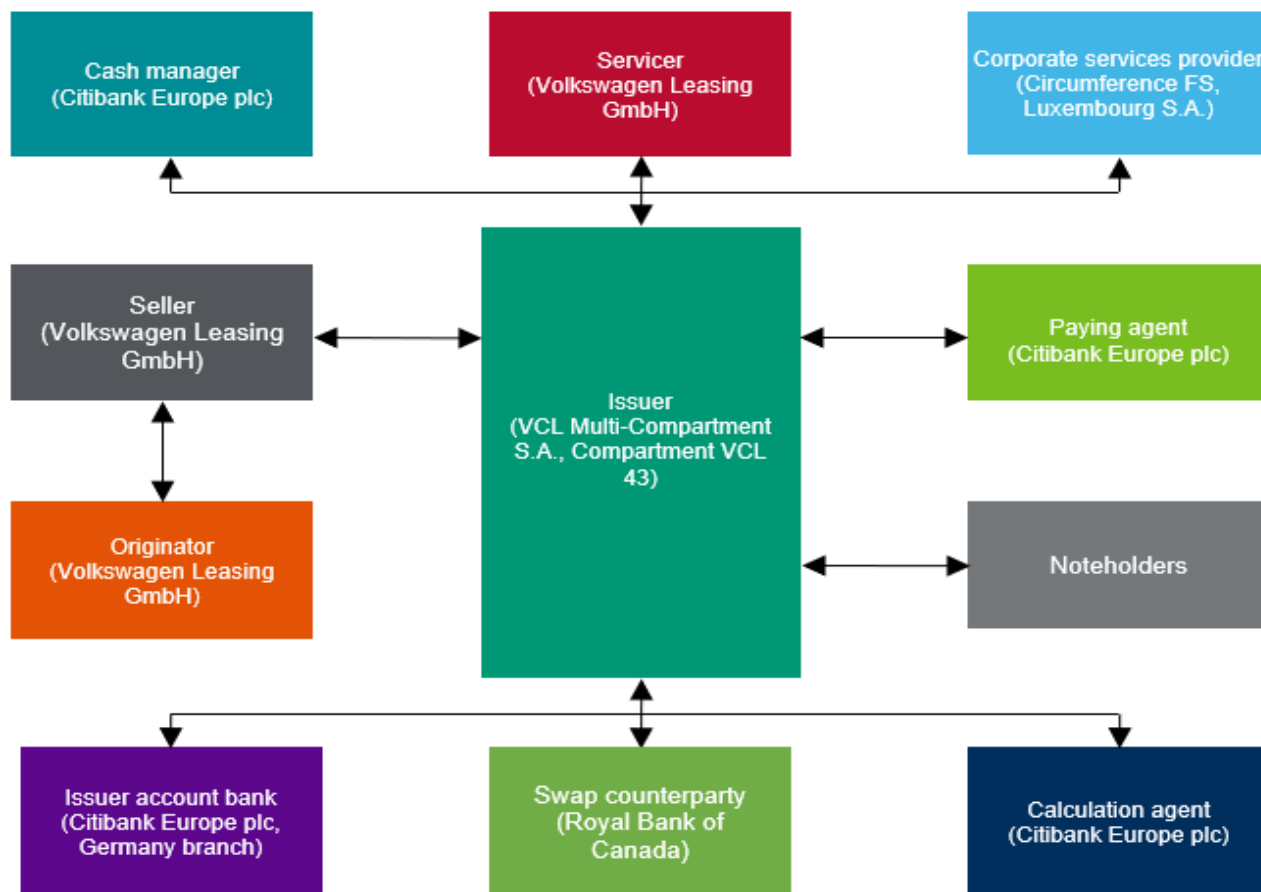 Cash manager
(Citibank Europe plc)
Servicer
(Volkswagen Leasing
GmbH)
Corporate services provider
(Circumference FS,
Luxembourg S.A.)
Seller
(Volkswagen Leasing
GmbH)
Issuer
(VCL Multi-Compartment
S.A., Compartment VCL
43)
Paying agent
(Citibank Europe plc)
Originator
(Volkswagen Leasing
GmbH)
Noteholders
Issuer account bank
(Citibank Europe plc,
Germany branch)
Swap counterparty
(Royal Bank of
Canada)
Calculation agent
(Citibank Europe plc)